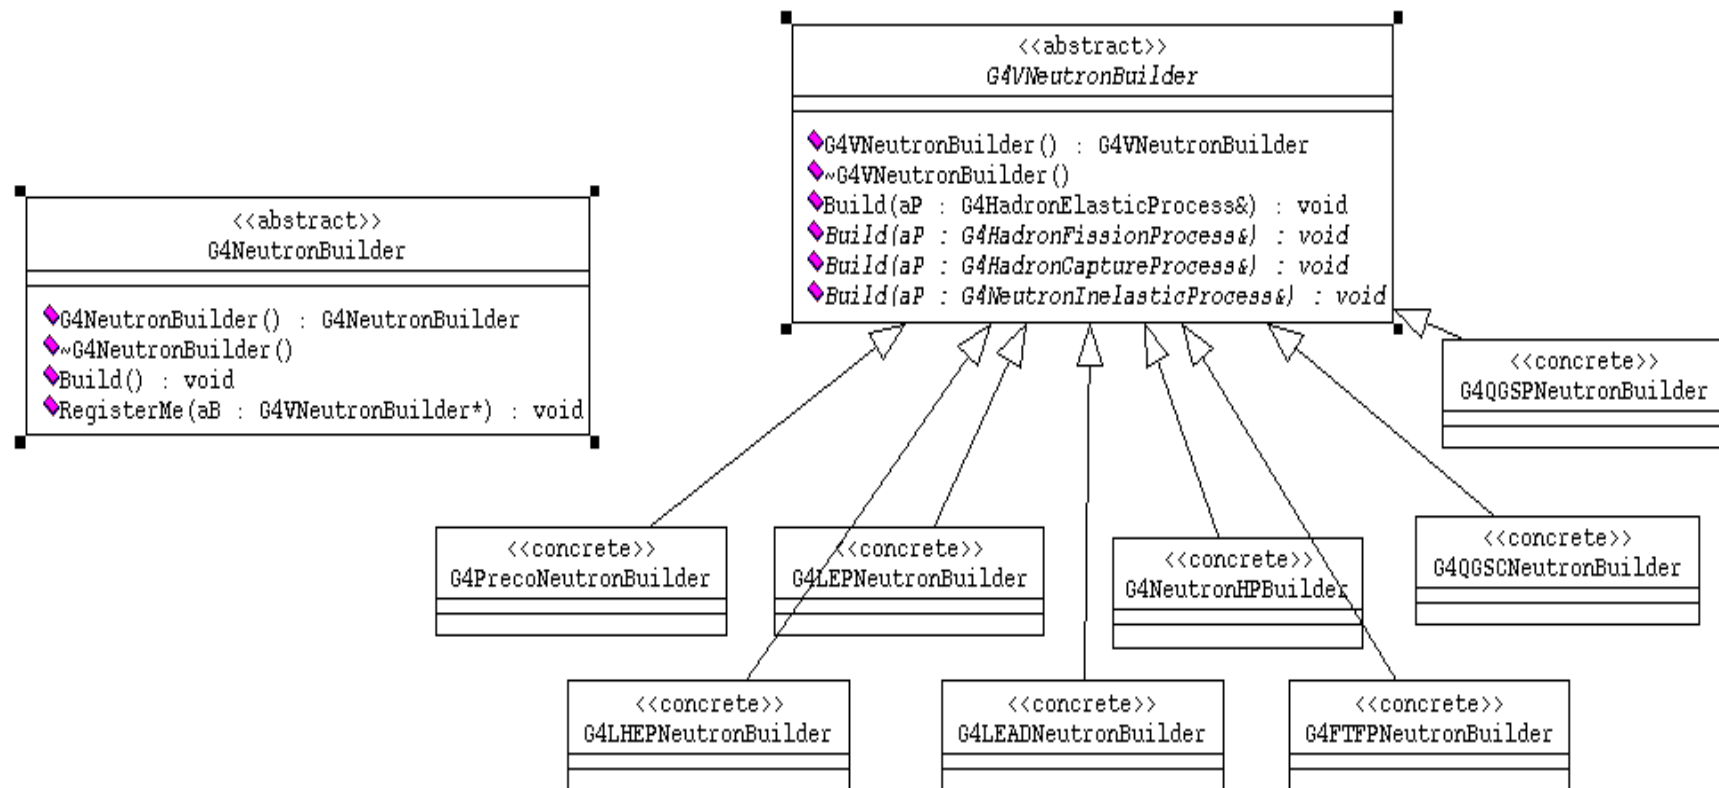 <<abstract>>
G4VNeutronBuilder
G4VNeutronBuilder() : G4VNeutronBuilder
~G4VNeutronBuilder()
Build(aP : G4HadronElasticProcess&) : void
Build(aP : G4HadronFissionProcess&) : void
Build(aP : G4HadronCaptureProcess&) : void
Build(aP : G4NeutronInelasticProcess&) : void
<<abstract>>
G4NeutronBuilder
G4NeutronBuilder() : G4NeutronBuilder
~G4NeutronBuilder()
Build() : void
RegisterMe(aB : G4VNeutronBuilder*) : void
<<concrete>>
G4QGSPNeutronBuilder
<<concrete>>
G4PrecoNeutronBuilder
<<concrete>>
G4LEPNeutronBuilder
<<concrete>>
G4NeutronHPBuilder
<<concrete>>
G4QGSCNeutronBuilder
<<concrete>>
G4LHEPNeutronBuilder
<<concrete>>
G4LEADNeutronBuilder
<<concrete>>
G4FTFPNeutronBuilder